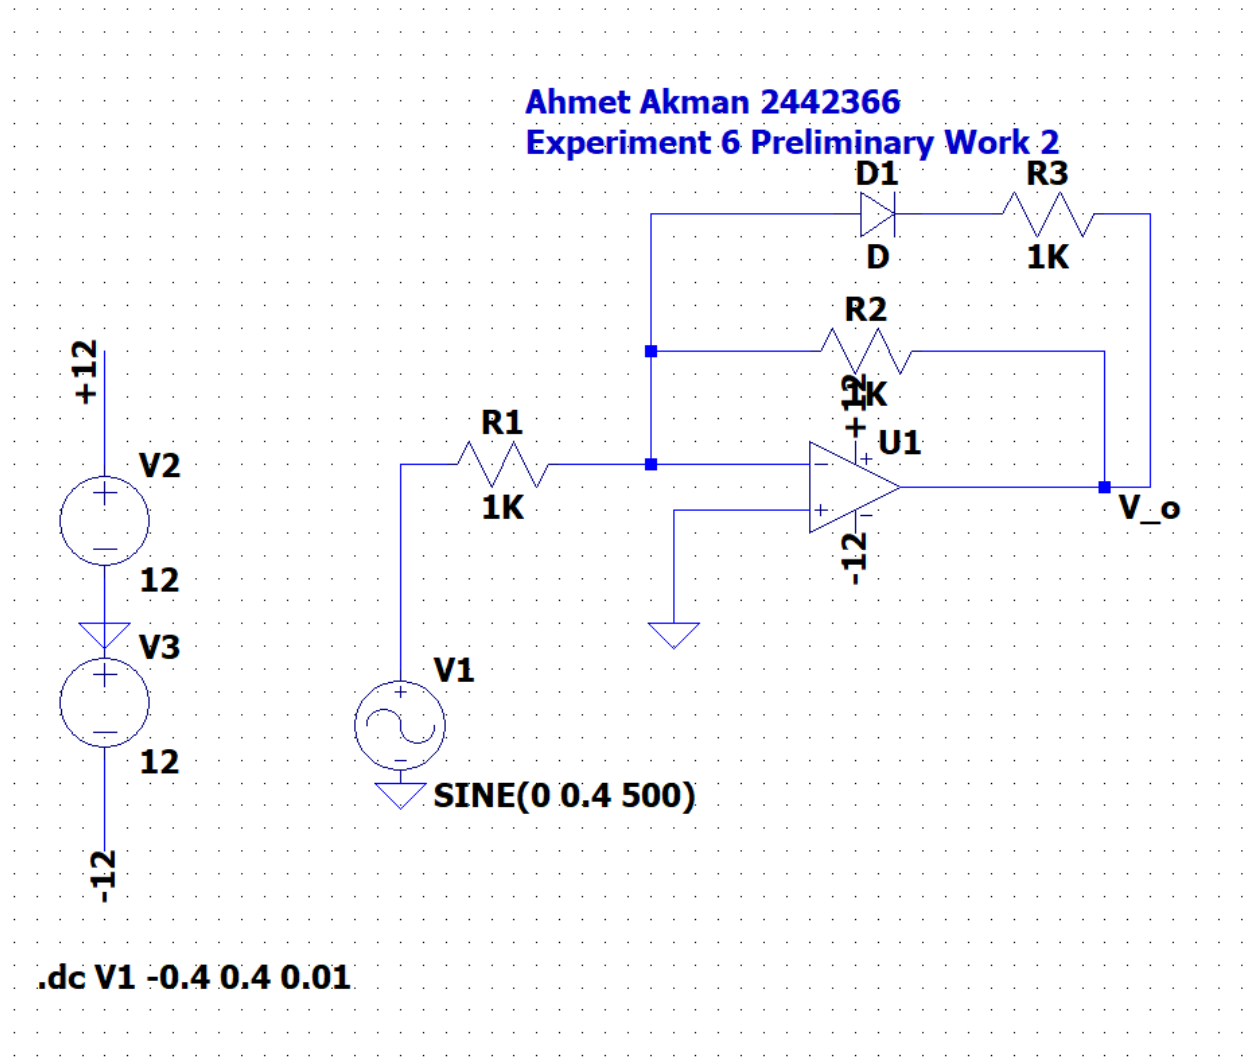 Ahmet Akman 2442366
Experiment 6 Preliminary Work 2
D1
R3
D
1K
R2
1K
+12
+12
R1
U1
V2
1K
V_o
-12
12
V3
V1
12
SINE(0 0.4 500)
-12
.dc V1 -0.4 0.4 0.01